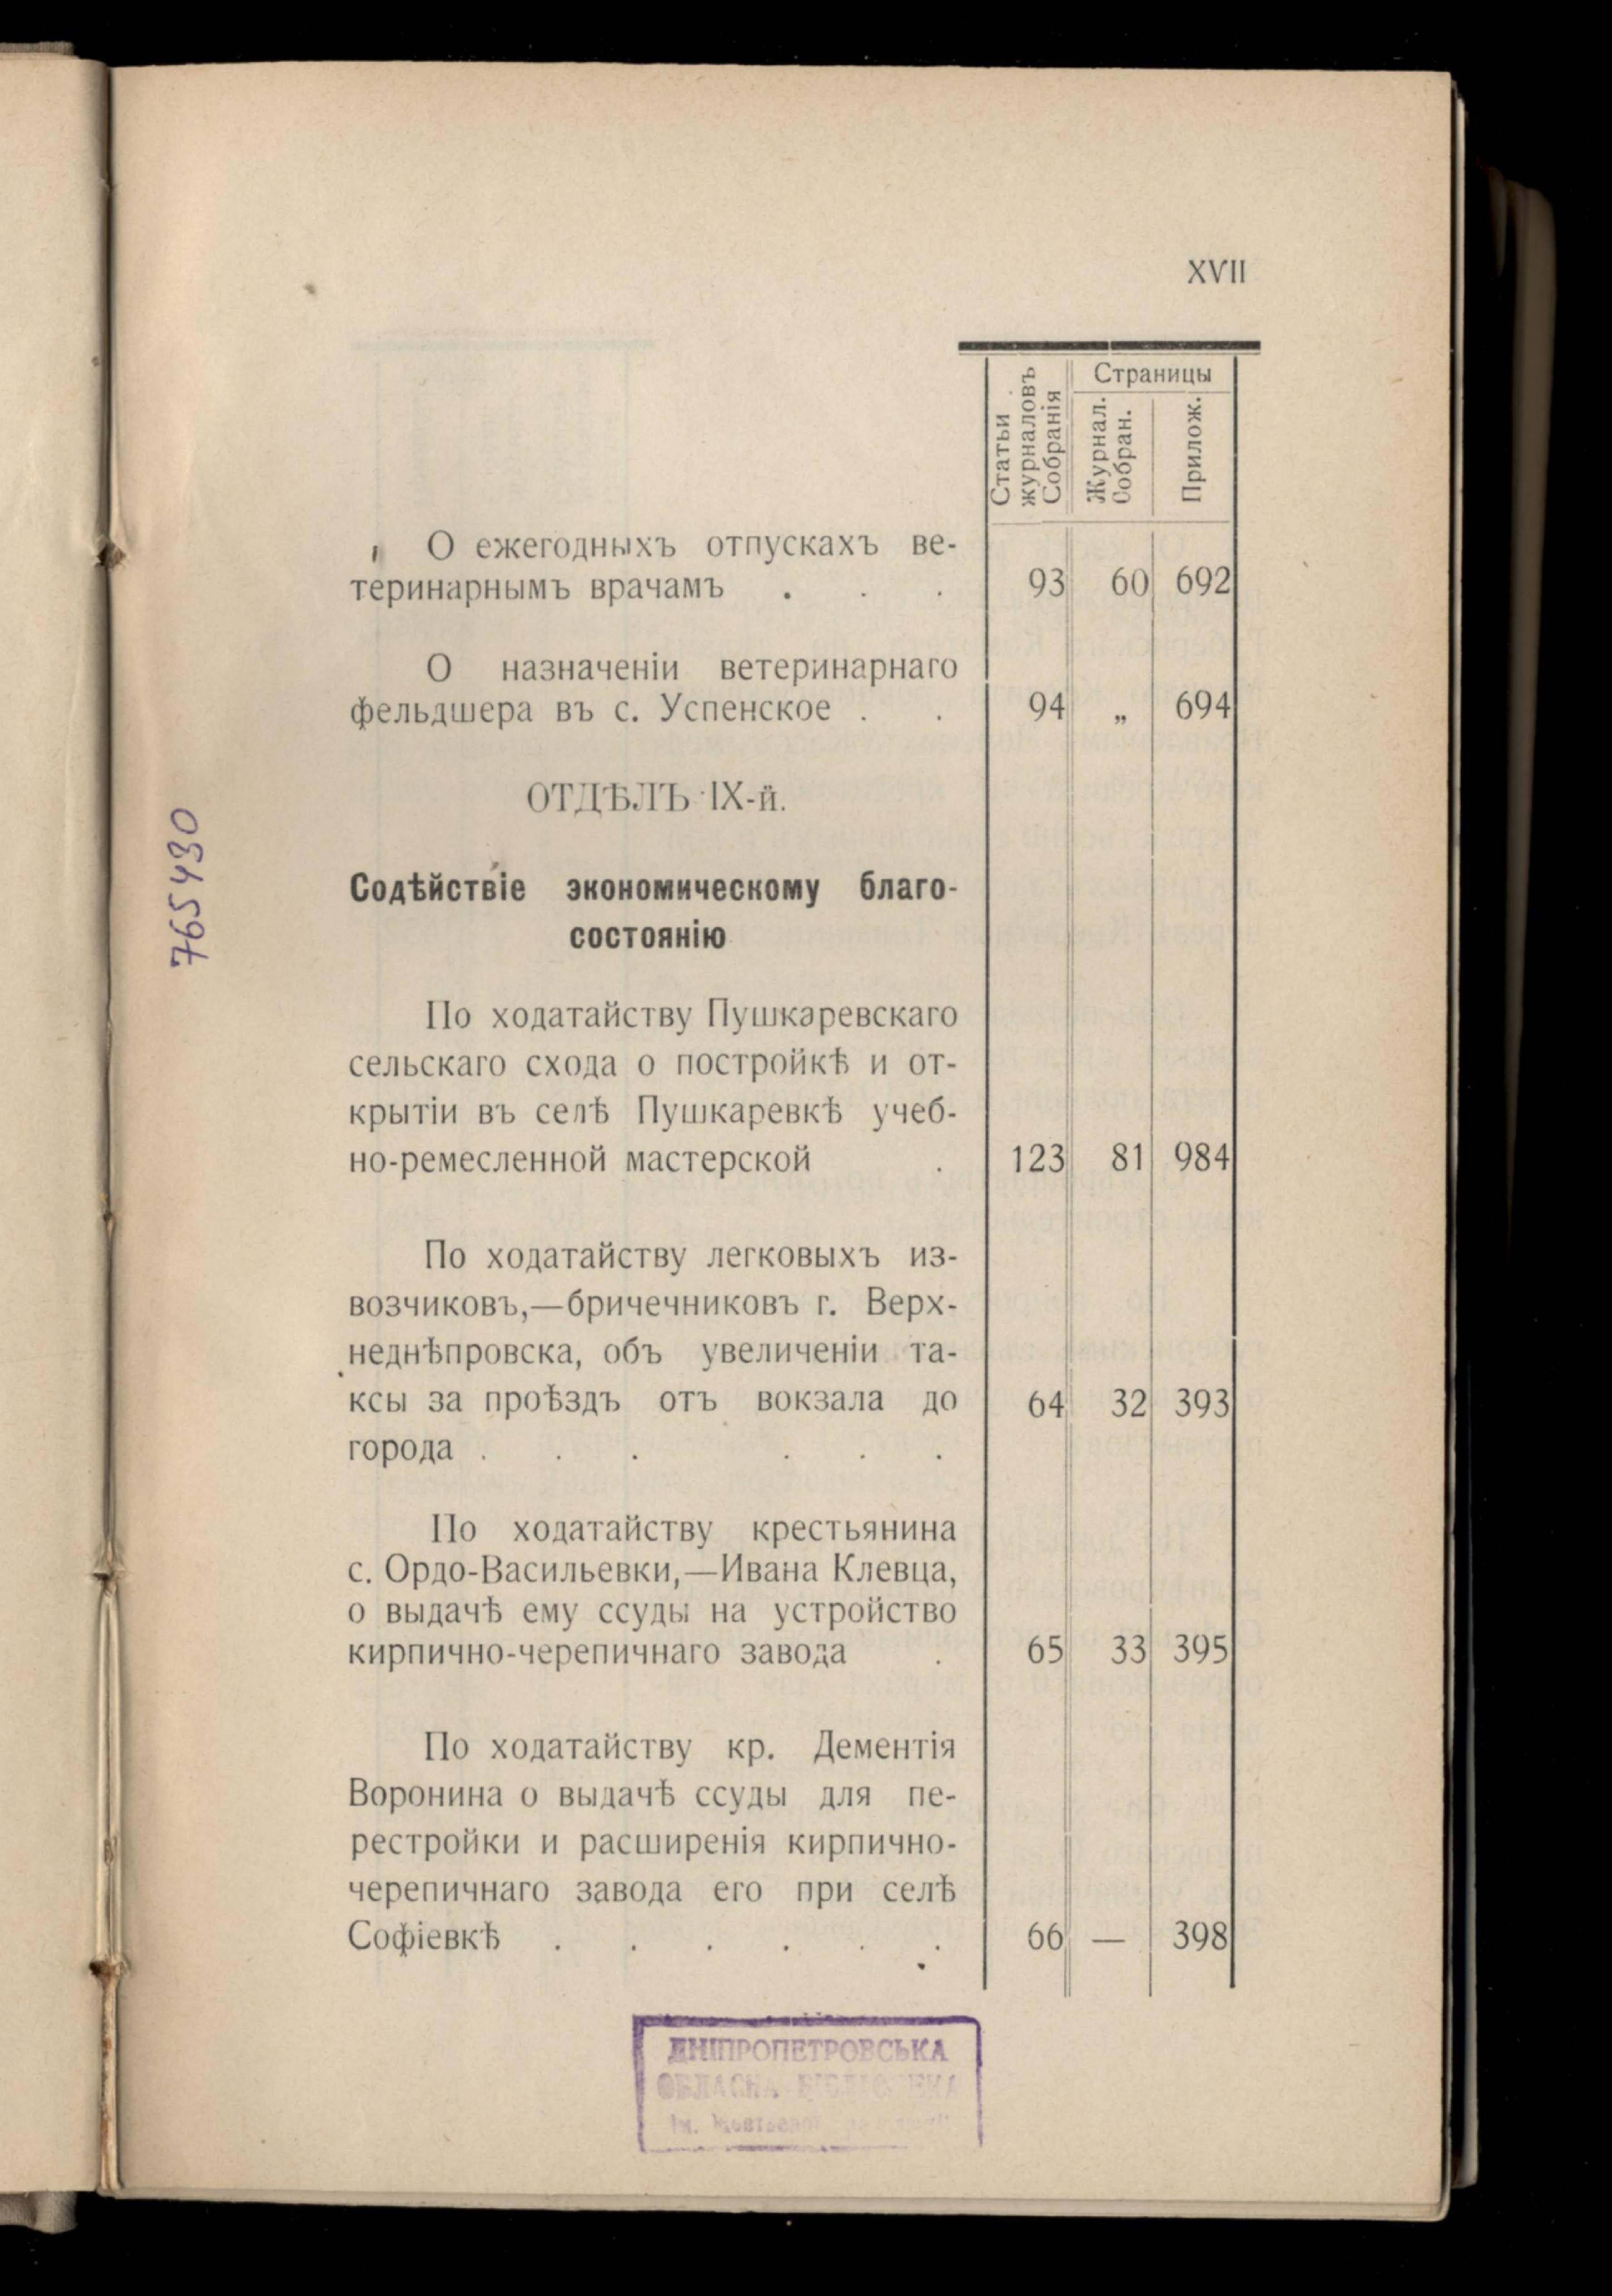 XVII
Статьи журналовъ Собранія
Страницы
Журнал. Собран.
Прилож.
О ежегодныхъ отпускахъ ве-
теринарнымъ врачамъ . . . 93 60 692
О назначеніи ветеринарнаго
фельдшера въ с. Успенское . . 94 „ 694
ОТДѢЛЪ IX-й.
Содѣйствіе экономическому благо-
состоянію
По ходатайству Пушкаревскаго
сельскаго схода о постройкѣ и от-
крытіи въ селѣ Пушкаревкѣ учеб-
но-ремесленной мастерской . 123 81 984
По ходатайству легковыхъ из-
возчиковъ,—бричечниковъ г. Верх-
неднѣпровска, объ увеличеніи та-
ксы за проѣздъ отъ вокзала до 64 32 393
города . . . . . .
По ходатайству крестьянина
с. Ордо-Васильевки,—Ивана Клевца,
о выдачѣ ему ссуды на устройство
кирпично-черепичнаго завода . 65 33 395
По ходатайству кр. Дементія
Воронина о выдачѣ ссуды для пе-
рестройки и расширенія кирпично-
черепичнаго завода его при селѣ
Софіевкѣ . . . . . . 66 — 398
765430
ДНІПРОПЕТРОВСЬКА
ОБЛАСНА БІБЛІОТЕКА